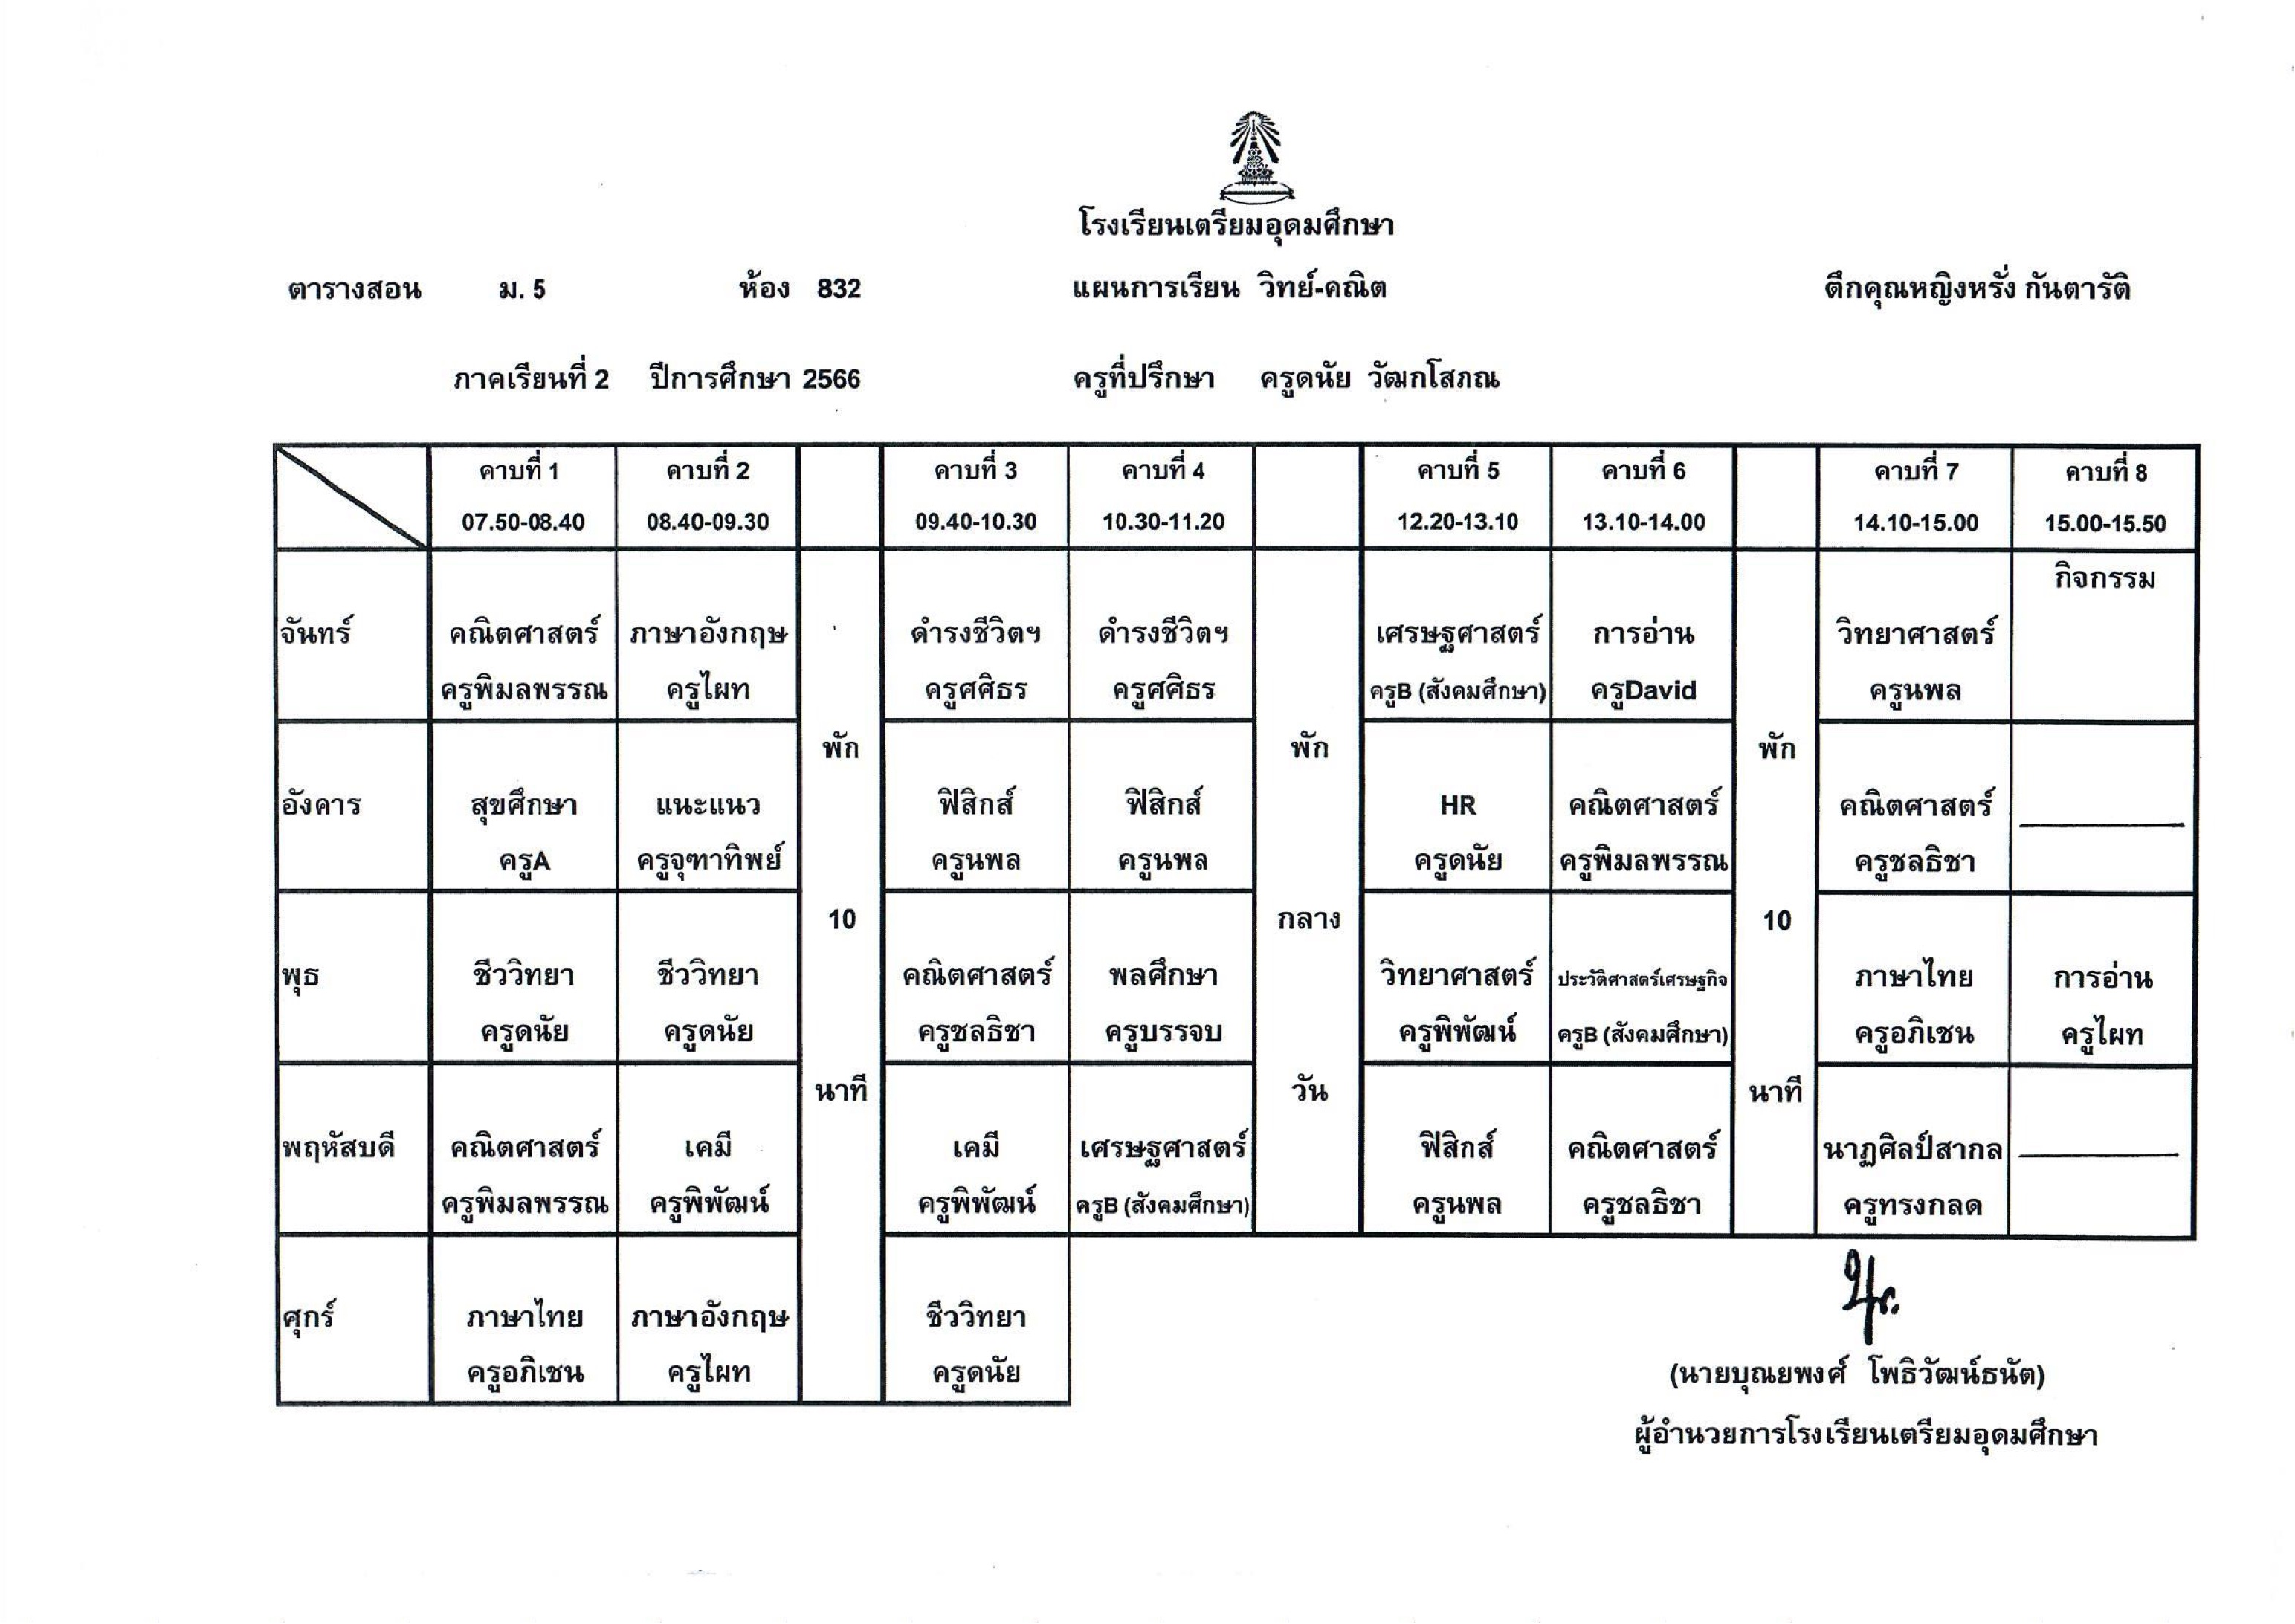 โรงเรียนเตรียมอุดมศึกษา
ตารางสอน ม. 5 ห้อง 832 แผนการเรียน วิทย์-คณิต ตึกคุณหญิงหรั่ง กันตารัติ
ภาคเรียนที่ 2 ปีการศึกษา 2566 ครูที่ปรึกษา ครูดนัย วัฒกโสภณ
คาบที่ 1 คาบที่ 2 คาบที่ 3 คาบที่ 4 คาบที่ 5 คาบที่ 6 คาบที่ 7 คาบที่ 8
07.50-08.40 08.40-09.30 09.40-10.30 10.30-11.20 12.20-13.10 13.10-14.00 14.10-15.00 15.00-15.50
กิจกรรม
จันทร์ คณิตศาสตร์ ภาษาอังกฤษ ดำรงชีวิตฯ ดำรงชีวิตฯ เศรษฐศาสตร์ การอ่าน วิทยาศาสตร์
ครูพิมลพรรณ ครูไผท ครูศศิธร ครูศศิธร ครูB (สังคมศึกษา) ครูDavid ครูนพล
พัก พัก พัก
อังคาร สุขศึกษา แนะแนว ฟิสิกส์ ฟิสิกส์ HR คณิตศาสตร์ คณิตศาสตร์
ครูA ครูจุฑาทิพย์ ครูนพล ครูนพล ครูดนัย ครูพิมลพรรณ ครูชลธิชา
10 กลาง 10
พุธ ชีววิทยา ชีววิทยา คณิตศาสตร์ พลศึกษา วิทยาศาสตร์ ประวัติศาสตร์เศรษฐกิจ ภาษาไทย การอ่าน
ครูดนัย ครูดนัย ครูชลธิชา ครูบรรจบ ครูพิพัฒน์ ครูB (สังคมศึกษา) ครูอภิเชน ครูไผท
นาที วัน นาที
พฤหัสบดี คณิตศาสตร์ เคมี เคมี เศรษฐศาสตร์ ฟิสิกส์ คณิตศาสตร์ นาฏศิลป์สากล
ครูพิมลพรรณ ครูพิพัฒน์ ครูพิพัฒน์ ครูB (สังคมศึกษา) ครูนพล ครูชลธิชา ครูทรงกลด
ศุกร์ ภาษาไทย ภาษาอังกฤษ ชีววิทยา
ครูอภิเชน ครูไผท ครูดนัย
(นายบุณยพงศ์ โพธิวัฒน์ธนัต)
ผู้อำนวยการโรงเรียนเตรียมอุดมศึกษา